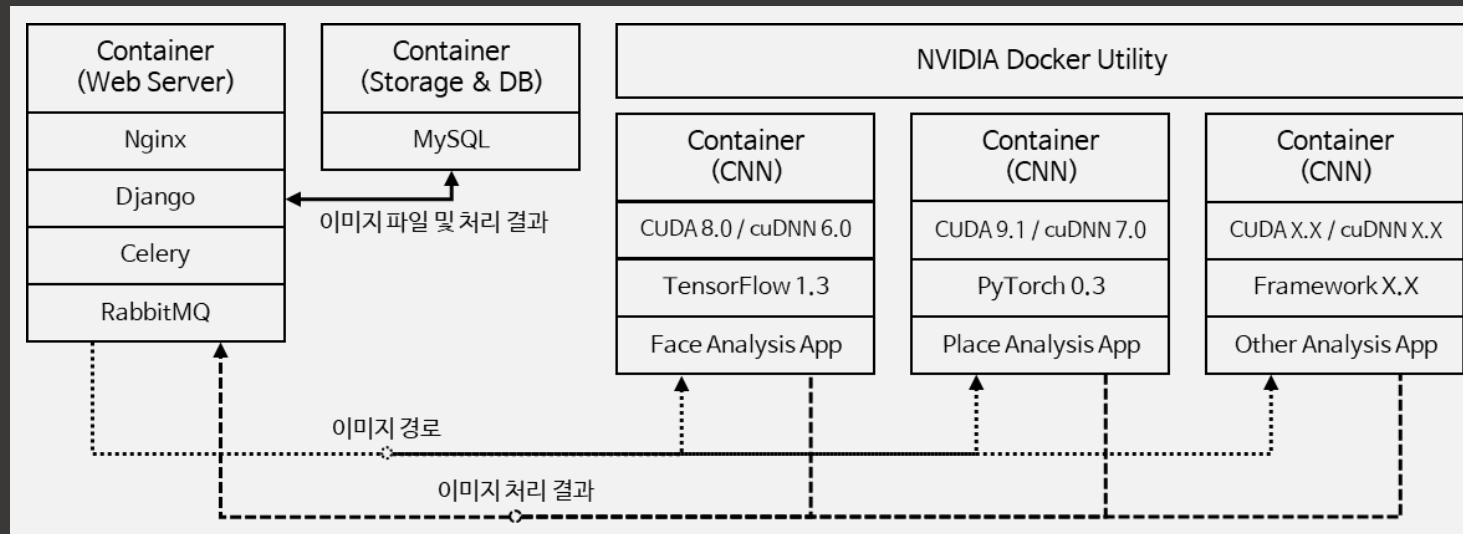 Container
(Web Server)
Nginx
Django
Celery
RabbitMQ
Container
(Storage & DB)
MySQL
이미지 파일 및 처리 결과
NVIDIA Docker Utility
Container
(CNN)
CUDA 8.0 / cuDNN 6.0
TensorFlow 1.3
Face Analysis App
Container
(CNN)
CUDA 9.1 / cuDNN 7.0
PyTorch 0.3
Place Analysis App
Container
(CNN)
CUDA X.X / cuDNN X.X
Framework X.X
Other Analysis App
이미지 경로
이미지 처리 결과